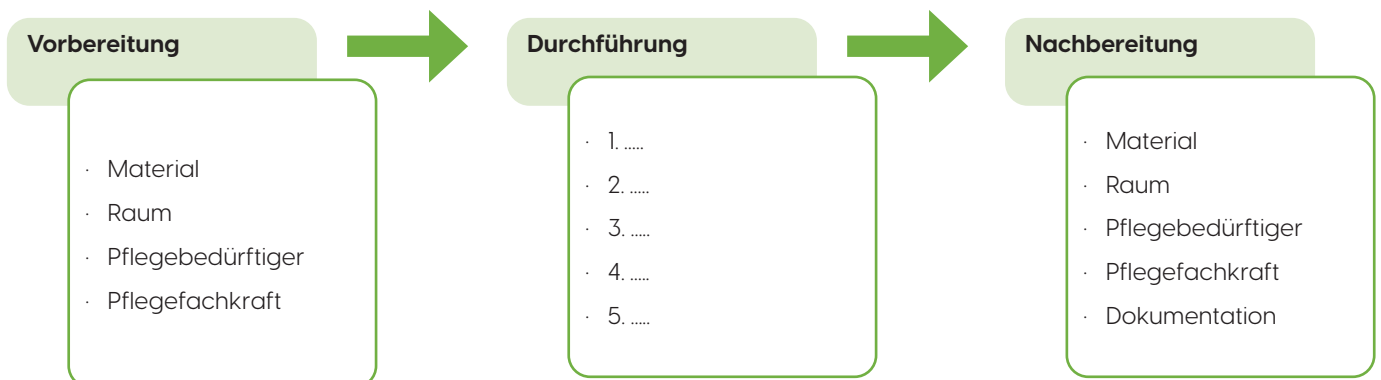 Vorbereitung
· Material
· Raum
· Pflegebedürftiger
· Pflegefachkraft
Durchführung
· 1. .....
· 2. .....
· 3. .....
· 4. .....
· 5. .....
Nachbereitung
· Material
· Raum
· Pflegebedürftiger
· Pflegefachkraft
· Dokumentation